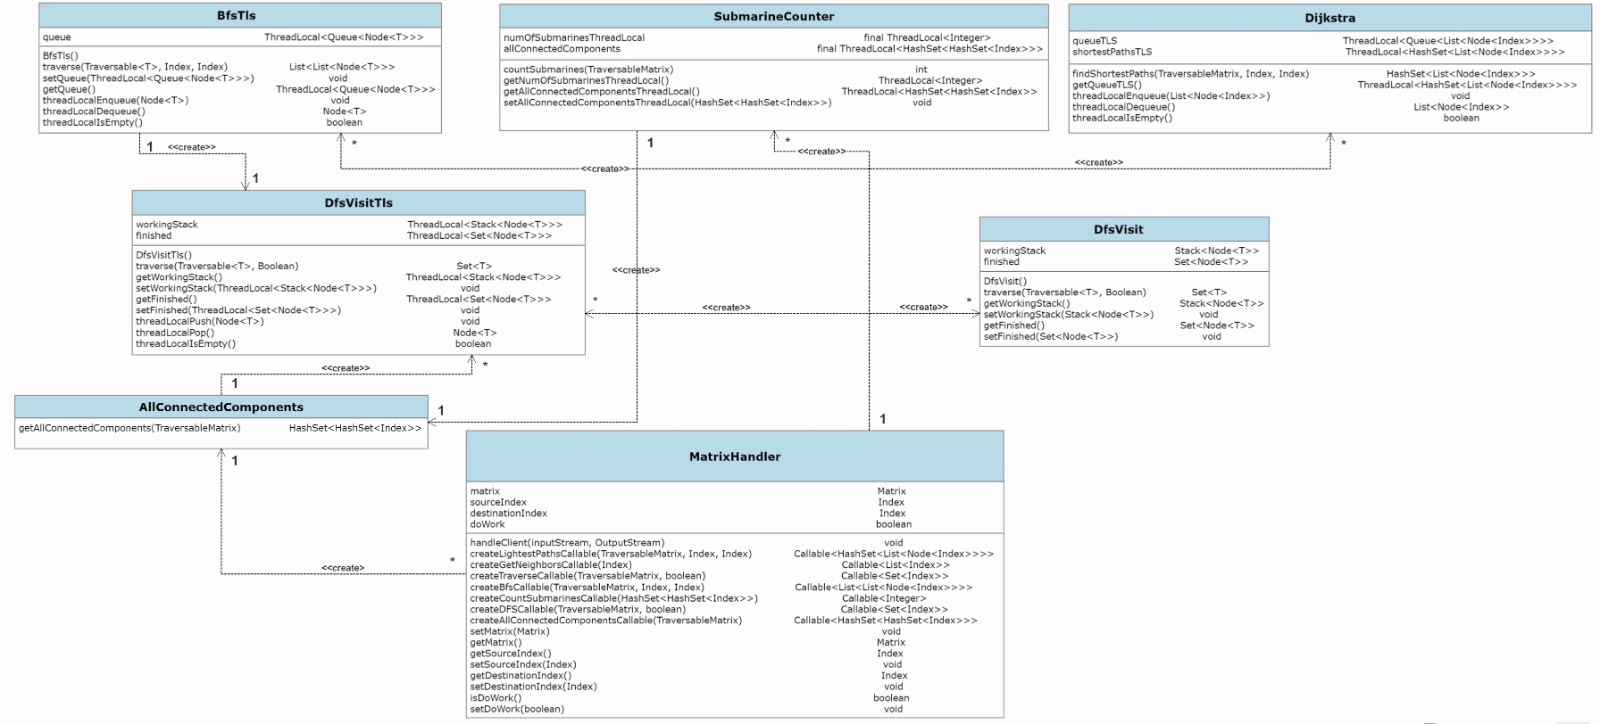 BfsTls
queue ThreadLocal<Queue<Node<T>>>
BfsTls()
traverse(Traversable<T>, Index, Index) List<List<Node<T>>>
setQueue(ThreadLocal<Queue<Node<T>>>) void
getQueue() ThreadLocal<Queue<Node<T>>>
threadLocalEnqueue(Node<T>) void
threadLocalDequeue() Node<T>
threadLocalIsEmpty() boolean
SubmarineCounter
numOfSubmarinesThreadLocal final ThreadLocal<Integer>
allConnectedComponents final ThreadLocal<HashSet<HashSet<Index>>>
countSubmarines(TraversableMatrix) int
getNumOfSubmarinesThreadLocal() ThreadLocal<Integer>
getAllConnectedComponentsThreadLocal() ThreadLocal<HashSet<HashSet<Index>>>
setAllConnectedComponentsThreadLocal(HashSet<HashSet<Index>>) void
Dijkstra
queueTLS ThreadLocal<Queue<List<Node<Index>>>>
shortestPathsTLS ThreadLocal<HashSet<List<Node<Index>>>>
findShortestPaths(TraversableMatrix, Index, Index) HashSet<List<Node<Index>>>
getQueueTLS() ThreadLocal<HashSet<List<Node<Index>>>>
threadLocalEnqueue(List<Node<Index>>) void
threadLocalDequeue() List<Node<Index>>
threadLocalIsEmpty() boolean
1 <<create>> * 1 * <<create>> *
<<create>> <<create>>
1
DfsVisitTls
workingStack ThreadLocal<Stack<Node<T>>>
finished ThreadLocal<Set<Node<T>>>
DfsVisitTls()
traverse(Traversable<T>, Boolean) Set<T>
getWorkingStack() ThreadLocal<Stack<Node<T>>>
setWorkingStack(ThreadLocal<Stack<Node<T>>>) void
getFinished() ThreadLocal<Set<Node<T>>>
setFinished(ThreadLocal<Set<Node<T>>>) void
threadLocalPush(Node<T>) void
threadLocalPop() Node<T>
threadLocalIsEmpty() boolean
<<create>>
* <<create>> <<create>> *
DfsVisit
workingStack Stack<Node<T>>
finished Set<Node<T>>
DfsVisit()
traverse(Traversable<T>, Boolean) Set<T>
getWorkingStack() Stack<Node<T>>
setWorkingStack(Stack<Node<T>>) void
getFinished() Set<Node<T>>
setFinished(Set<Node<T>>) void
<<create>> *
1
AllConnectedComponents
getAllConnectedComponents(TraversableMatrix) HashSet<HashSet<Index>>
1
1
1
*
<<create>
MatrixHandler
matrix Matrix
sourceIndex Index
destinationIndex Index
doWork boolean
handleClient(inputStream, OutputStream) void
createLightestPathsCallable(TraversableMatrix, Index, Index) Callable<HashSet<List<Node<Index>>>>
createGetNeighborsCallable(Index) Callable<List<Index>>
createTraverseCallable(TraversableMatrix, boolean) Callable<Set<Index>>
createBfsCallable(TraversableMatrix, Index, Index) Callable<List<List<Node<Index>>>>
createCountSubmarinesCallable(HashSet<HashSet<Index>>) Callable<Integer>
createDFSCallable(TraversableMatrix, boolean) Callable<Set<Index>>
createAllConnectedComponentsCallable(TraversableMatrix) Callable<HashSet<HashSet<Index>>>
setMatrix(Matrix) void
getMatrix() Matrix
getSourceIndex() Index
setSourceIndex(Index) void
getDestinationIndex() Index
setDestinationIndex(Index) void
isDoWork() boolean
setDoWork(boolean) void